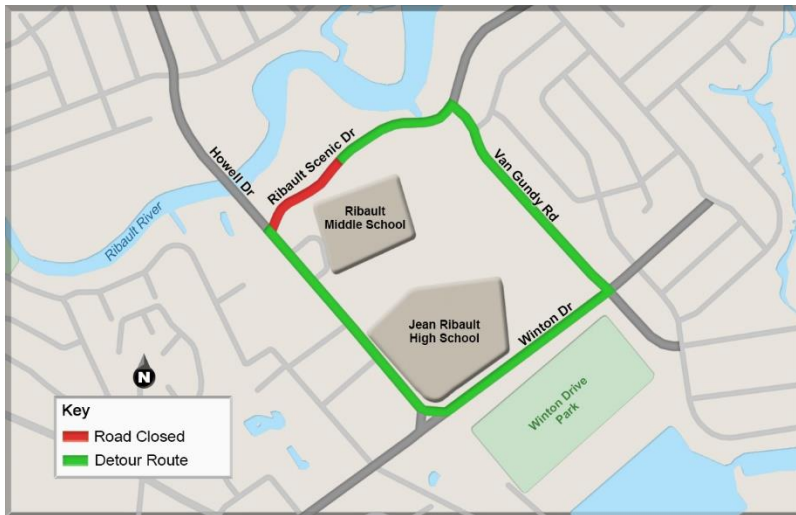 Howell Dr
Ribault Scenic Dr
Van Gundy Rd
Ribault River
Ribault
Middle School
Jean Ribault
High School
Winton Dr
Winton Drive
Park
N
Key
Road Closed
Detour Route